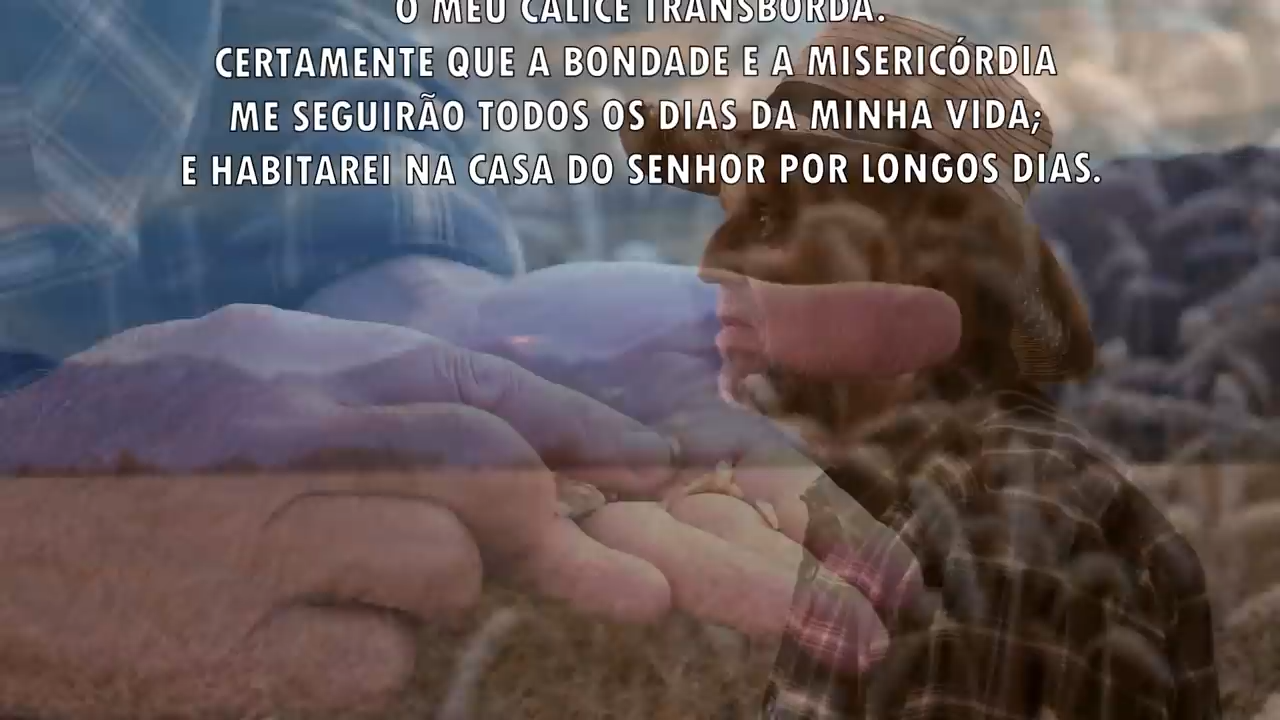 O MEU CÁLICE TRANSBORDA.
CERTAMENTE QUE A BONDADE E A MISERICÓRDIA
ME SEGUIRÃO TODOS OS DIAS DA MINHA VIDA;
E HABITAREI NA CASA DO SENHOR POR LONGOS DIAS.